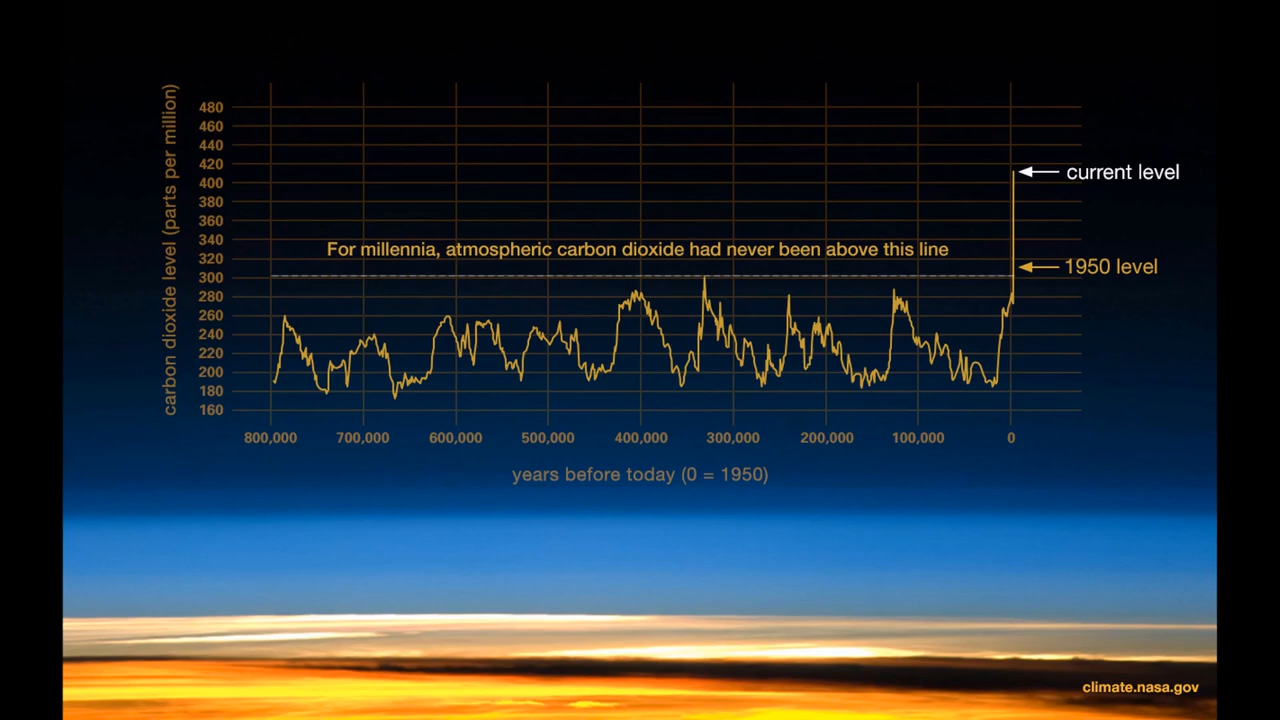 carbon dioxide level (parts per million)
480
460
440
420
400
380
360
340
320
300
280
260
240
220
200
180
160
current level
For millennia, atmospheric carbon dioxide had never been above this line
1950 level
800,000 700,000 600,000 500,000 400,000 300,000 200,000 100,000 0
years before today (0 = 1950)
climate.nasa.gov